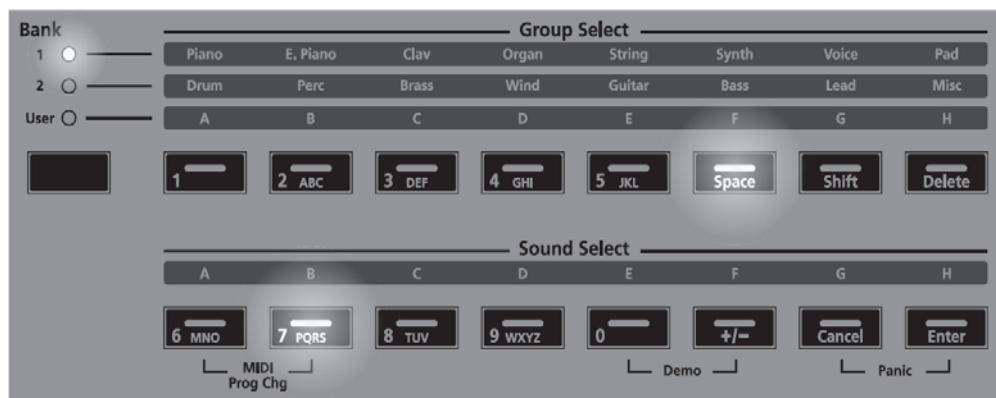 Bank Group Select
1 Piano E. Piano Clav Organ String Synth Voice Pad
2 Drum Perc Brass Wind Guitar Bass Lead Misc
User A B C D E F G H
1 2 ABC 3 DEF 4 GHI 5 JKL Space Shift Delete
Sound Select
A B C D E F G H
6 MNO 7 PQRS 8 TUV 9 WXYZ 0 +/− Cancel Enter
MIDI Demo Panic
Prog Chg